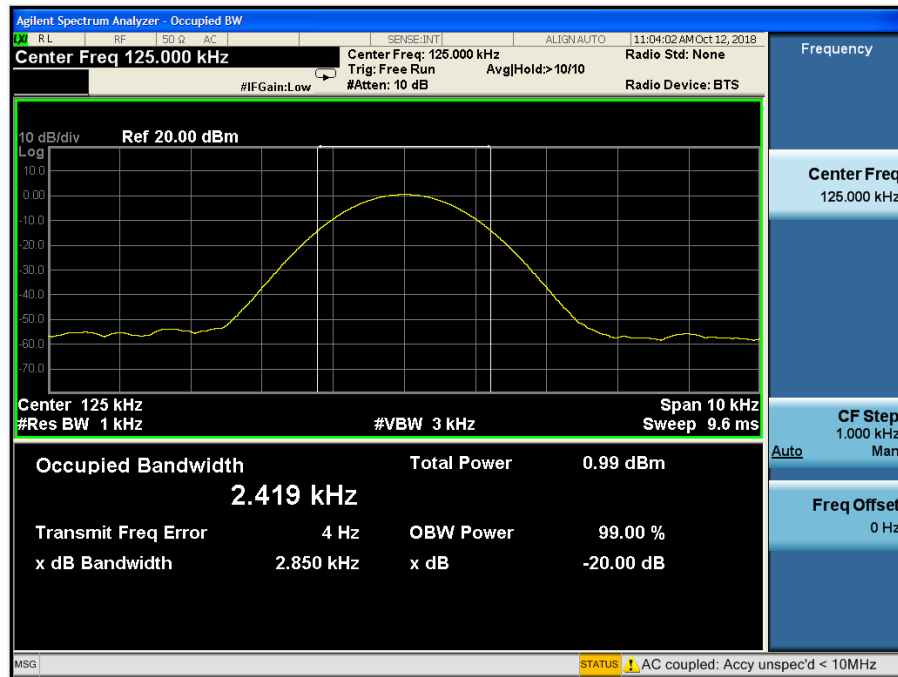 Agilent Spectrum Analyzer - Occupied BW
LXI RL RF 50 Ω AC SENSE:INT ALIGN AUTO 11:04:02 AM Oct 12, 2018
Center Freq 125.000 kHz
Center Freq: 125.000 kHz
Radio Std: None
Trig: Free Run Avg|Hold:>10/10
#IFGain:Low
#Atten: 10 dB
Radio Device: BTS
10 dB/div Ref 20.00 dBm
Log
10.0
0.00
-10.0
-20.0
-30.0
-40.0
-50.0
-60.0
-70.0
Center 125 kHz Span 10 kHz
#Res BW 1 kHz #VBW 3 kHz Sweep 9.6 ms
Occupied Bandwidth Total Power 0.99 dBm
2.419 kHz
Transmit Freq Error 4 Hz OBW Power 99.00 %
x dB Bandwidth 2.850 kHz x dB -20.00 dB
Frequency
Center Freq
125.000 kHz
CF Step
1.000 kHz
Auto Man
Freq Offset
0 Hz
MSG STATUS AC coupled: Accy unspec'd < 10MHz